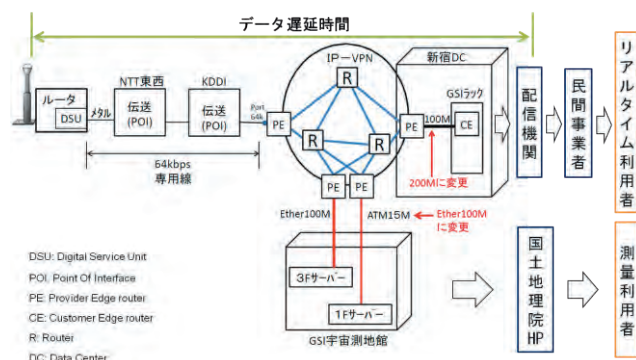 データ遅延時間
IP－VPN
新宿DC
NTT東西
KDDI
ルータ
DSU
メタル
伝送
(POI)
伝送
(POI)
Port
64k
PE
R
R
R
PE
100M
GSIラック
CE
64kbps
専用線
200Mに変更
PE
PE
Ether100M
ATM15M
Ether100M
に変更
3Fサーバー
1Fサーバー
GSI宇宙測地館
配信機関
民間事業者
リアルタイム利用者
国土地理院HP
測量利用者
DSU: Digital Service Unit
POI: Point Of Interface
PE: Provider Edge router
CE: Customer Edge router
R: Router
DC: Data Center